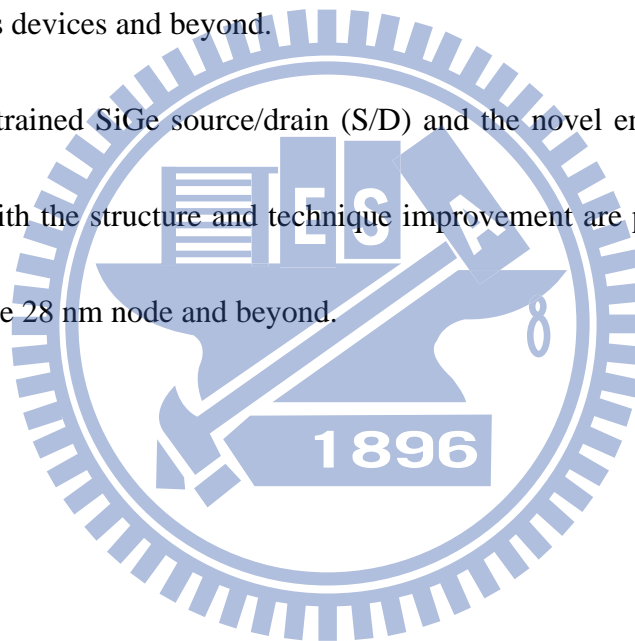 s devices and beyond.
trained SiGe source/drain (S/D) and the novel
ith the structure and technique improvement are
e 28 nm node and beyond.
E S A
8
1896